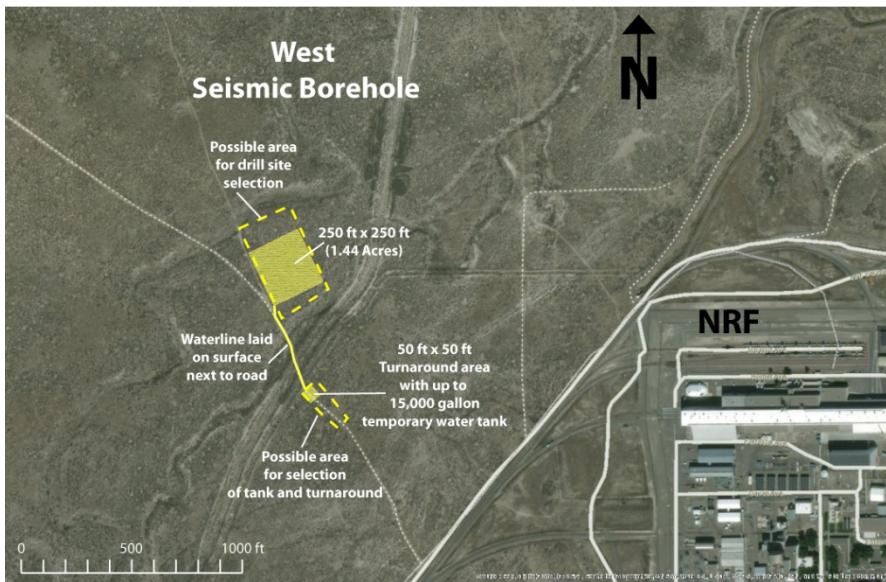 West
Seismic Borehole
N
Possible area
for drill site
selection
250 ft x 250 ft
(1.44 Acres)
NRF
Waterline laid
on surface
next to road
50 ft x 50 ft
Turnaround area
with up to
15,000 gallon
temporary water tank
Possible area
for selection
of tank and turnaround
0 500 1000 ft